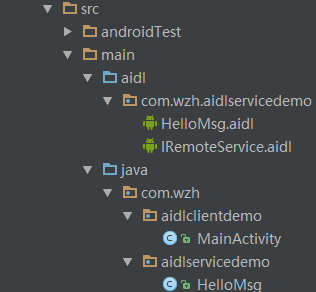 src
androidTest
main
aidl
com.wzh.aidlservicedemo
HelloMsg.aidl
IRemoteService.aidl
java
com.wzh
aidlclientdemo
MainActivity
aidlservicedemo
HelloMsg